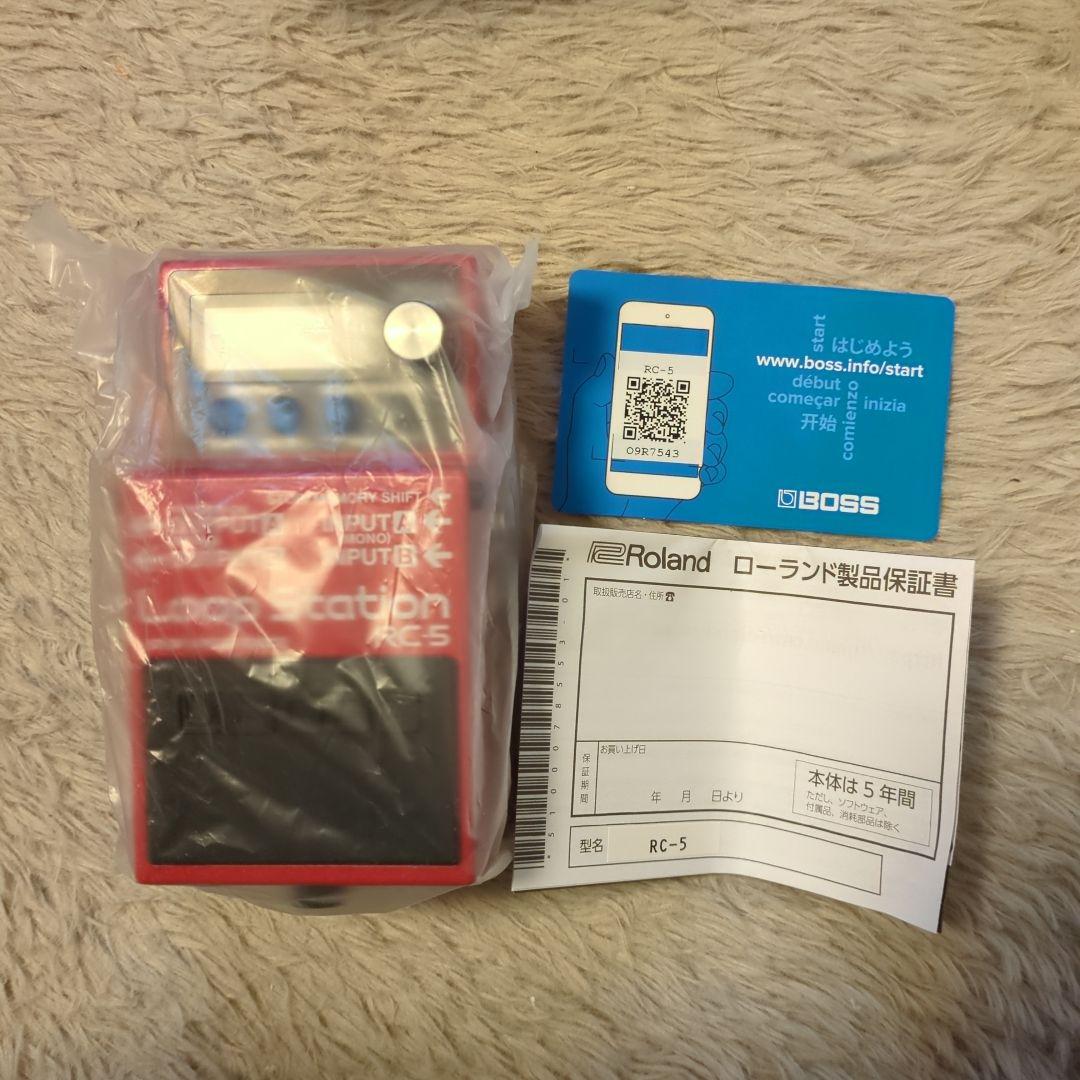 MEMORY SHIFT
INPUT A
(MONO)
INPUT B
Loop Station
RC-5
start
はじめよう
www.boss.info/start
début
começar
comienzo
inizia
开始
RC-5
O9R7543
BOSS
Roland ローランド製品保証書
取扱販売店名・住所☎
お買い上げ日
保証期間
年 月 日より
本体は5年間
ただし、ソフトウェア、
付属品、消耗部品は除く
型名 RC-5
*5100078553-01*